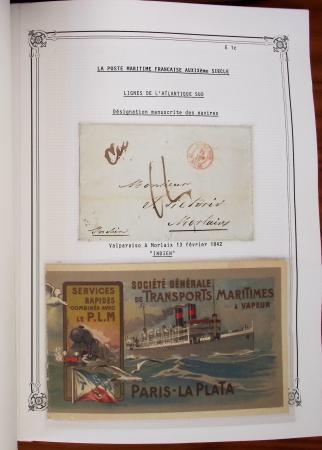 G 1c
LA POSTE MARITIME FRANCAISE AUXIXème SIECLE
LIGNES DE L'ATLANTIQUE SUD
Désignation manuscrite des navires
Monsieur
Morlaix
Indien
Valparaiso à Morlaix 13 février 1842
"INDIEN"
SERVICES
RAPIDES
COMBINÉS AVEC
LE P.L.M
SOCIÉTÉ GÉNÉRALE
DE TRANSPORTS MARITIMES
À VAPEUR
PARIS-LA PLATA